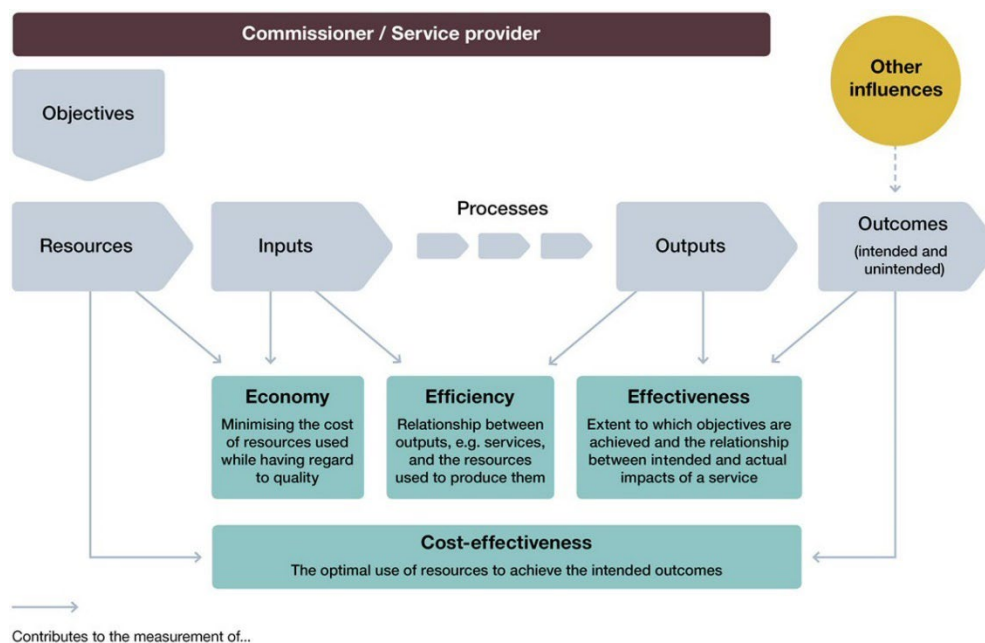 Commissioner / Service provider
Other
influences
Objectives
Resources
Inputs
Processes
Outputs
Outcomes
(intended and
unintended)
Economy
Minimising the cost
of resources used
while having regard
to quality
Efficiency
Relationship between
outputs, e.g. services,
and the resources
used to produce them
Effectiveness
Extent to which objectives are
achieved and the relationship
between intended and actual
impacts of a service
Cost-effectiveness
The optimal use of resources to achieve the intended outcomes
Contributes to the measurement of...